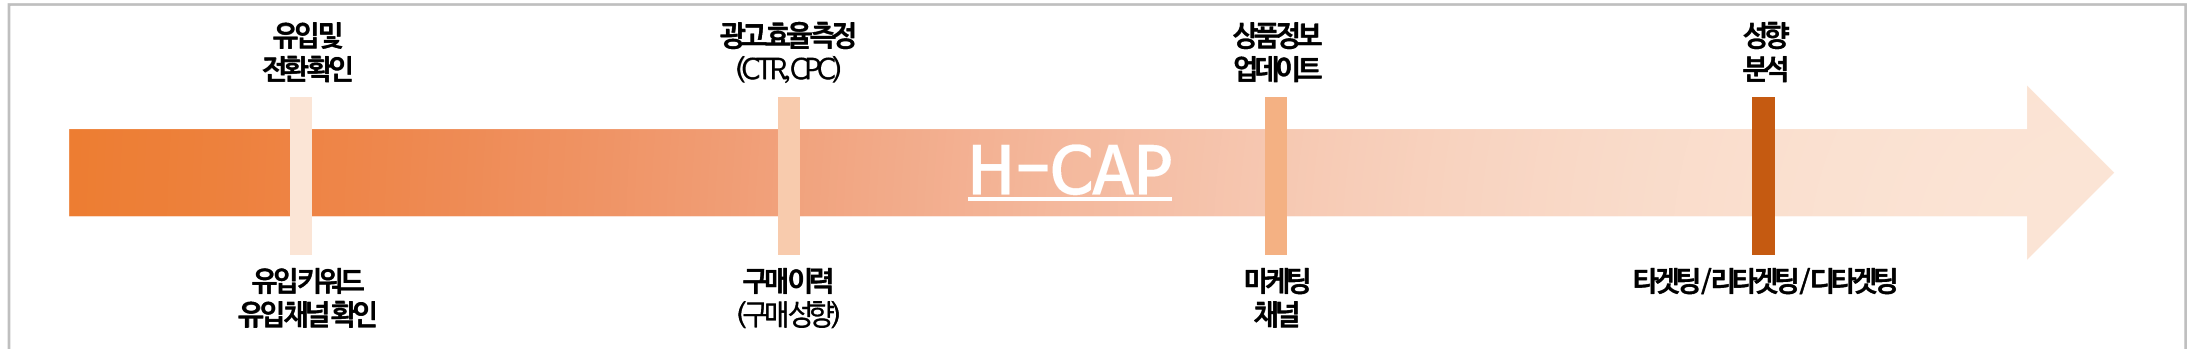 유입 및
전환 확인
광고 효율 측정
(CTR, CPC)
상품 정보
업데이트
성향
분석
H-CAP
유입 키워드
유입 채널 확인
구매 이력
(구매 성향)
마케팅
채널
타겟팅 / 리타겟팅 / 디타겟팅